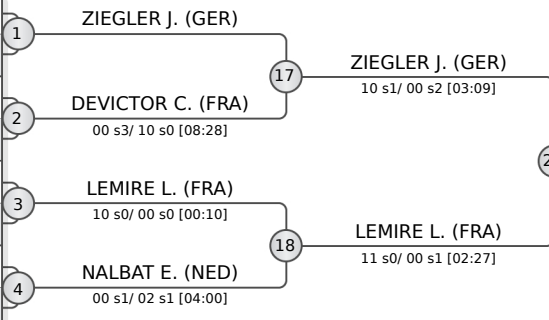 ZIEGLER J. (GER)
1
17
ZIEGLER J. (GER)
10 s1/ 00 s2 [03:09]
DEVICTOR C. (FRA)
2
00 s3/ 10 s0 [08:28]
LEMIRE L. (FRA)
3
10 s0/ 00 s0 [00:10]
18
LEMIRE L. (FRA)
11 s0/ 00 s1 [02:27]
NALBAT E. (NED)
4
00 s1/ 02 s1 [04:00]